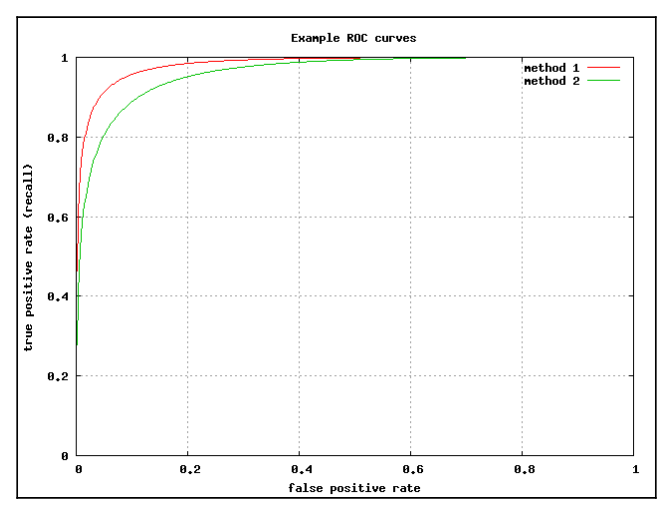 Example ROC curves
method 1
method 2
1
0.8
0.6
0.4
0.2
0
true positive rate (recall)
0 0.2 0.4 0.6 0.8 1
false positive rate